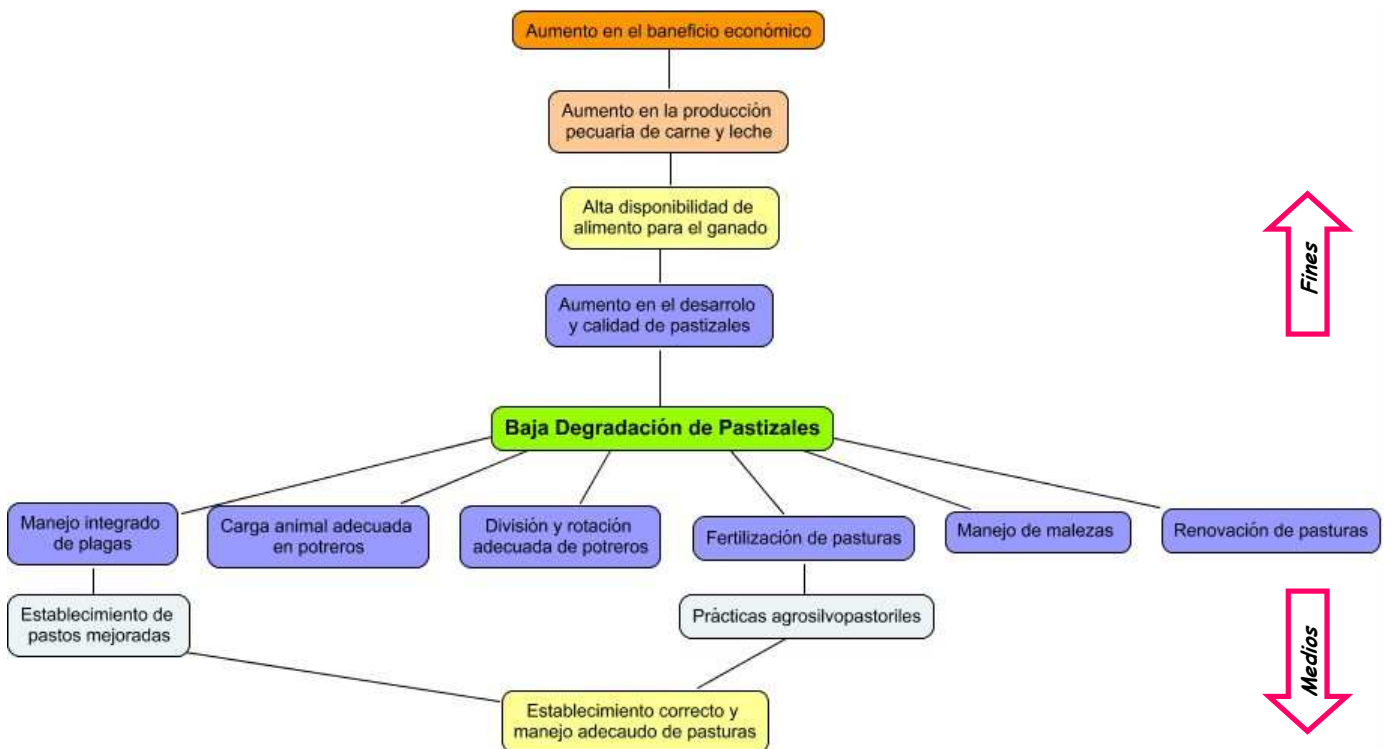 Aumento en el baneficio económico
Aumento en la producción
pecuaria de carne y leche
Alta disponibilidad de
alimento para el ganado
Fines
Aumento en el desarrolo
y calidad de pastizales
Baja Degradación de Pastizales
Manejo integrado
de plagas
Carga animal adecuada
en potreros
División y rotación
adecuada de potreros
Fertilización de pasturas
Manejo de malezas
Renovación de pasturas
Establecimiento de
pastos mejoradas
Prácticas agrosilvopastoriles
Medios
Establecimiento correcto y
manejo adecaudo de pasturas